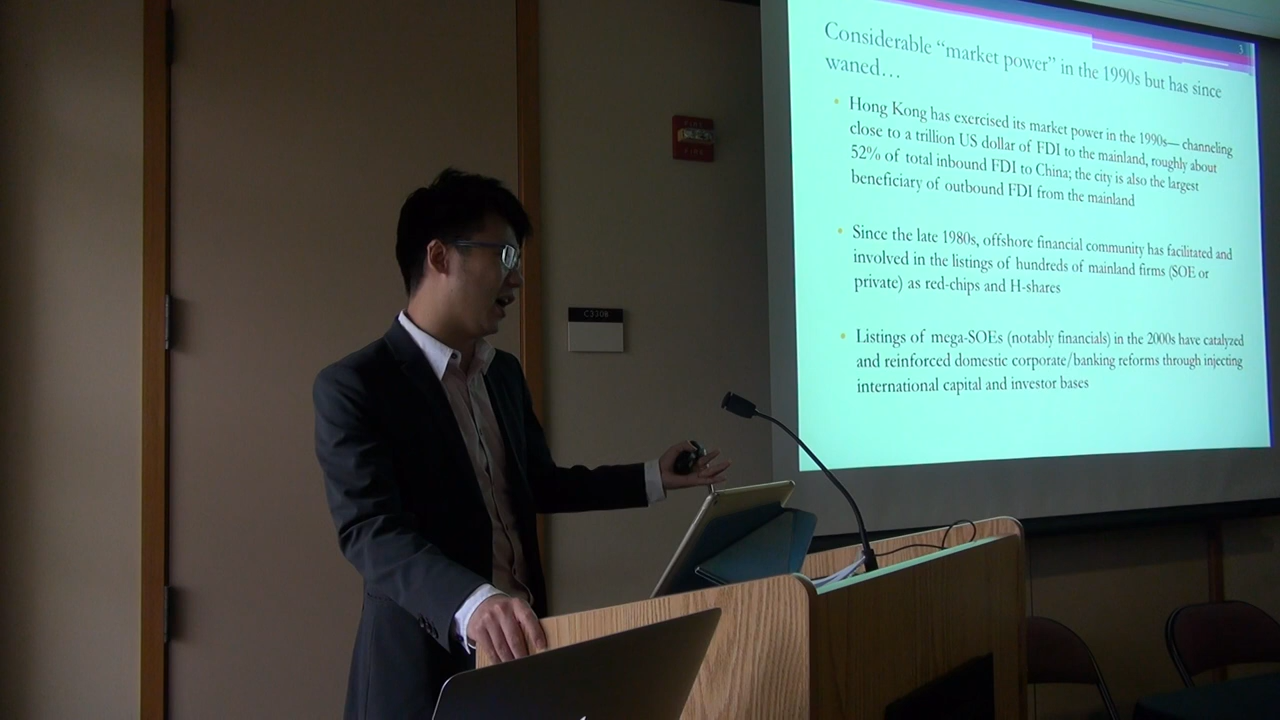 5
Considerable “market power” in the 1990s but has since
waned…
• Hong Kong has exercised its market power in the 1990s—channeling
close to a trillion US dollar of FDI to the mainland, roughly about
52% of total inbound FDI to China; the city is also the largest
beneficiary of outbound FDI from the mainland
• Since the late 1980s, offshore financial community has facilitated and
involved in the listings of hundreds of mainland firms (SOE or
private) as red-chips and H-shares
• Listings of mega-SOEs (notably financials) in the 2000s have catalyzed
and reinforced domestic corporate/banking reforms through injecting
international capital and investor bases
FIRE
FIRE